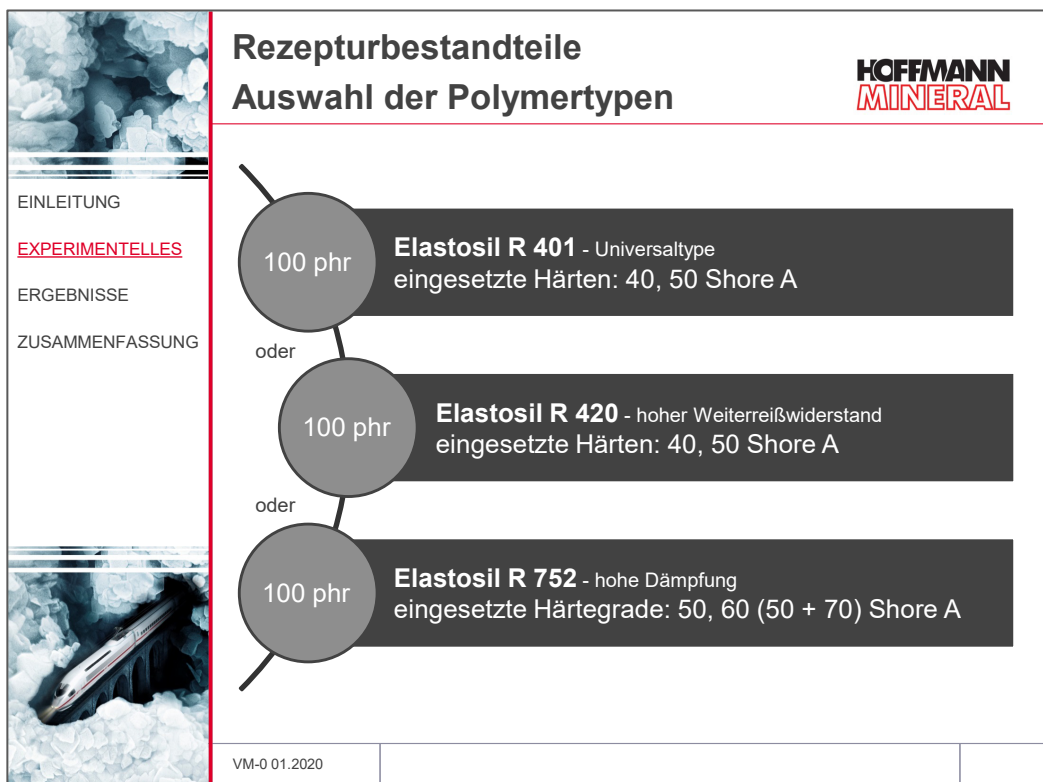 Rezepturbestandteile
Auswahl der Polymertypen
HOFFMANN
MINERAL
EINLEITUNG
EXPERIMENTELLES
ERGEBNISSE
ZUSAMMENFASSUNG
100 phr
Elastosil R 401 - Universaltype
eingesetzte Härten: 40, 50 Shore A
oder
100 phr
Elastosil R 420 - hoher Weiterreißwiderstand
eingesetzte Härten: 40, 50 Shore A
oder
100 phr
Elastosil R 752 - hohe Dämpfung
eingesetzte Härtegrade: 50, 60 (50 + 70) Shore A
VM-0 01.2020